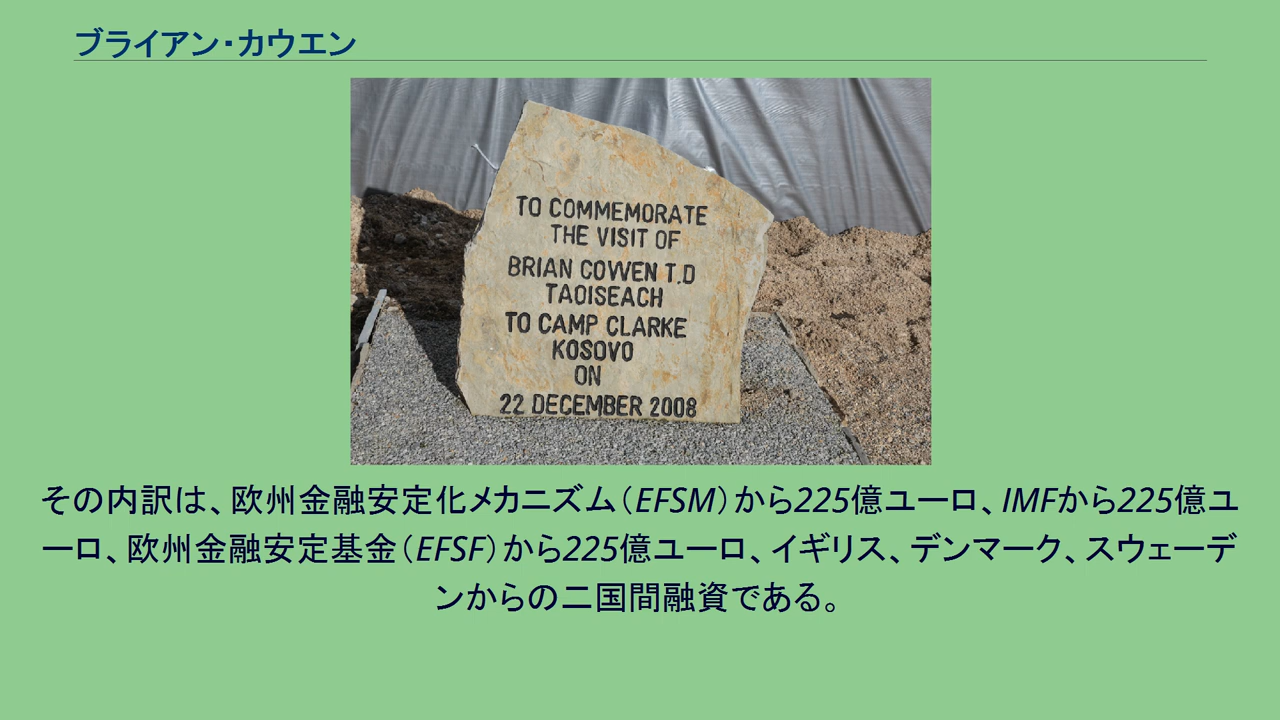 ブライアン・カウエン
TO COMMEMORATE
THE VISIT OF
BRIAN COWEN T.D
TAOISEACH
TO CAMP CLARKE
KOSOVO
ON
22 DECEMBER 2008
その内訳は、欧州金融安定化メカニズム（EFSM）から225億ユーロ、IMFから225億ユ
ーロ、欧州金融安定基金（EFSF）から225億ユーロ、イギリス、デンマーク、スウェーデ
ンからの二国間融資である。